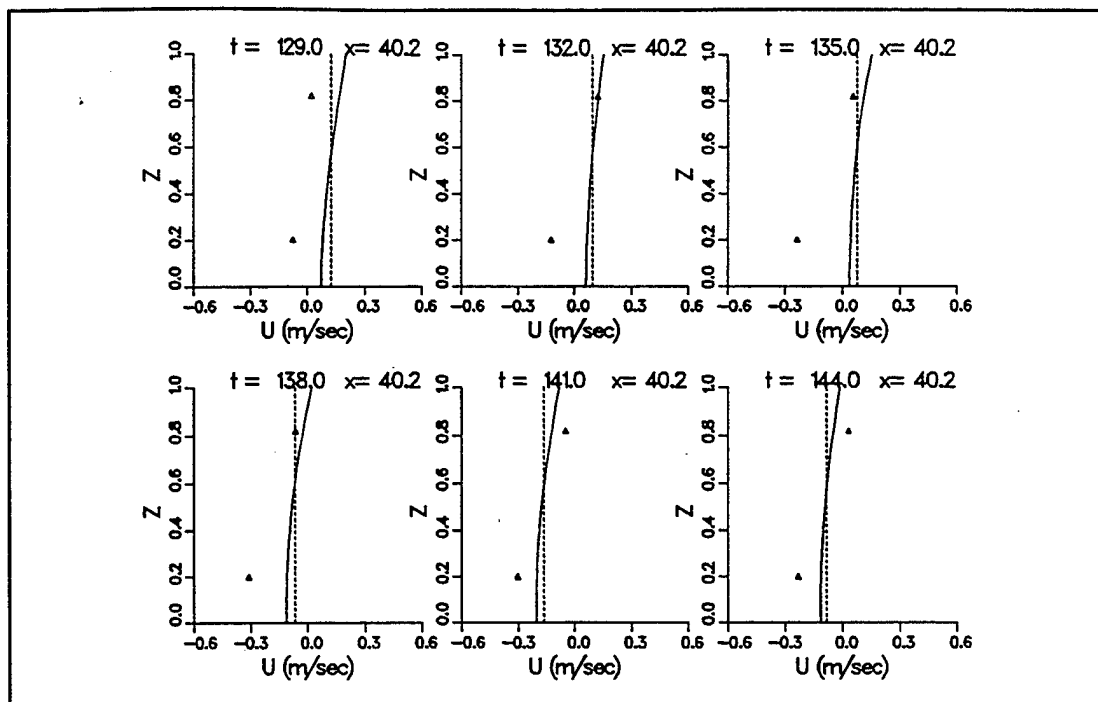 t = 129.0 x= 40.2
t = 132.0 x= 40.2
t = 135.0 x= 40.2
Z
0.0 0.2 0.4 0.6 0.8 1.0
Z
0.0 0.2 0.4 0.6 0.8 1.0
Z
0.0 0.2 0.4 0.6 0.8 1.0
-0.6 -0.3 0.0 0.3 0.6
-0.6 -0.3 0.0 0.3 0.6
-0.6 -0.3 0.0 0.3 0.6
U (m/sec)
U (m/sec)
U (m/sec)
t = 138.0 x= 40.2
t = 141.0 x= 40.2
t = 144.0 x= 40.2
Z
0.0 0.2 0.4 0.6 0.8 1.0
Z
0.0 0.2 0.4 0.6 0.8 1.0
Z
0.0 0.2 0.4 0.6 0.8 1.0
-0.6 -0.3 0.0 0.3 0.6
-0.6 -0.3 0.0 0.3 0.6
-0.6 -0.3 0.0 0.3 0.6
U (m/sec)
U (m/sec)
U (m/sec)